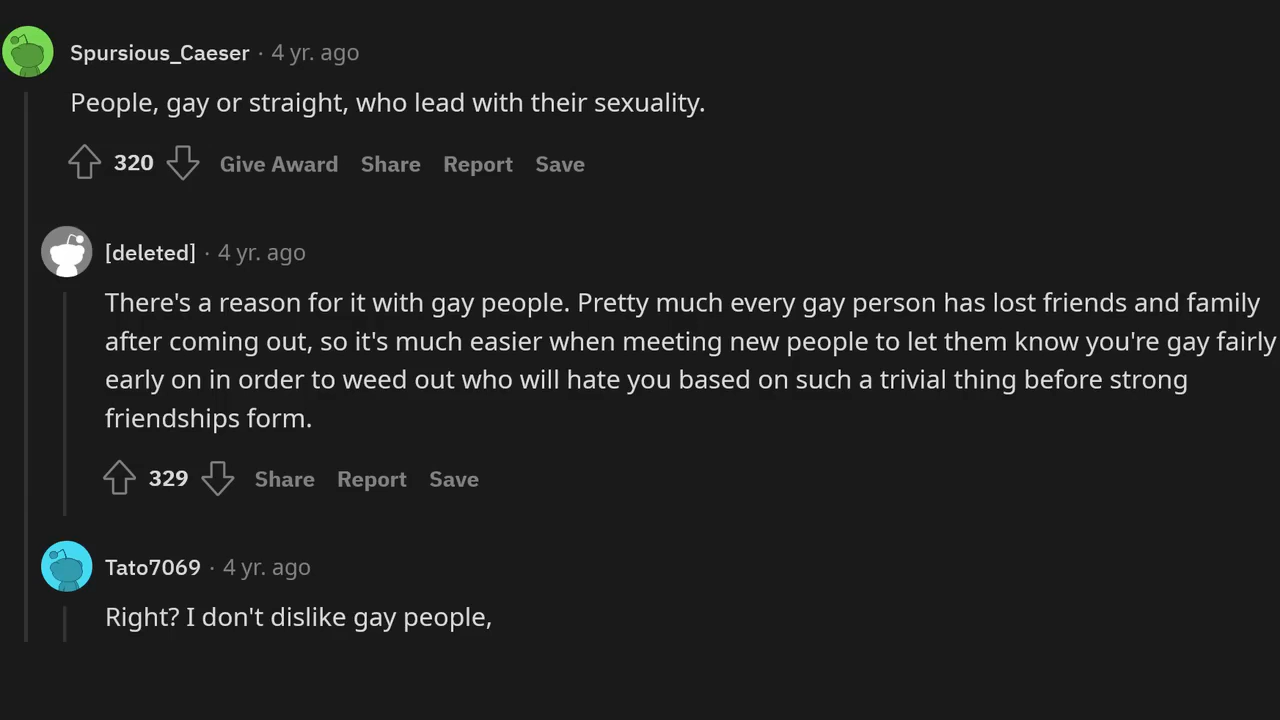 Spursious_Caeser · 4 yr. ago
People, gay or straight, who lead with their sexuality.
320 Give Award Share Report Save
[deleted] · 4 yr. ago
There's a reason for it with gay people. Pretty much every gay person has lost friends and family
after coming out, so it's much easier when meeting new people to let them know you're gay fairly
early on in order to weed out who will hate you based on such a trivial thing before strong
friendships form.
329 Share Report Save
Tato7069 · 4 yr. ago
Right? I don't dislike gay people,